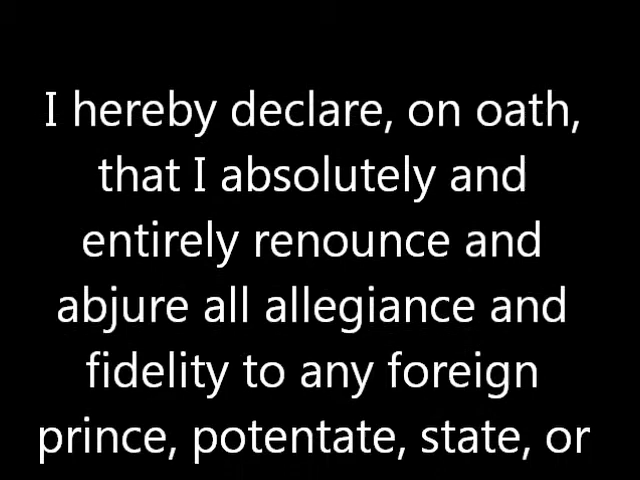 I hereby declare, on oath,
that I absolutely and
entirely renounce and
abjure all allegiance and
fidelity to any foreign
prince, potentate, state, or